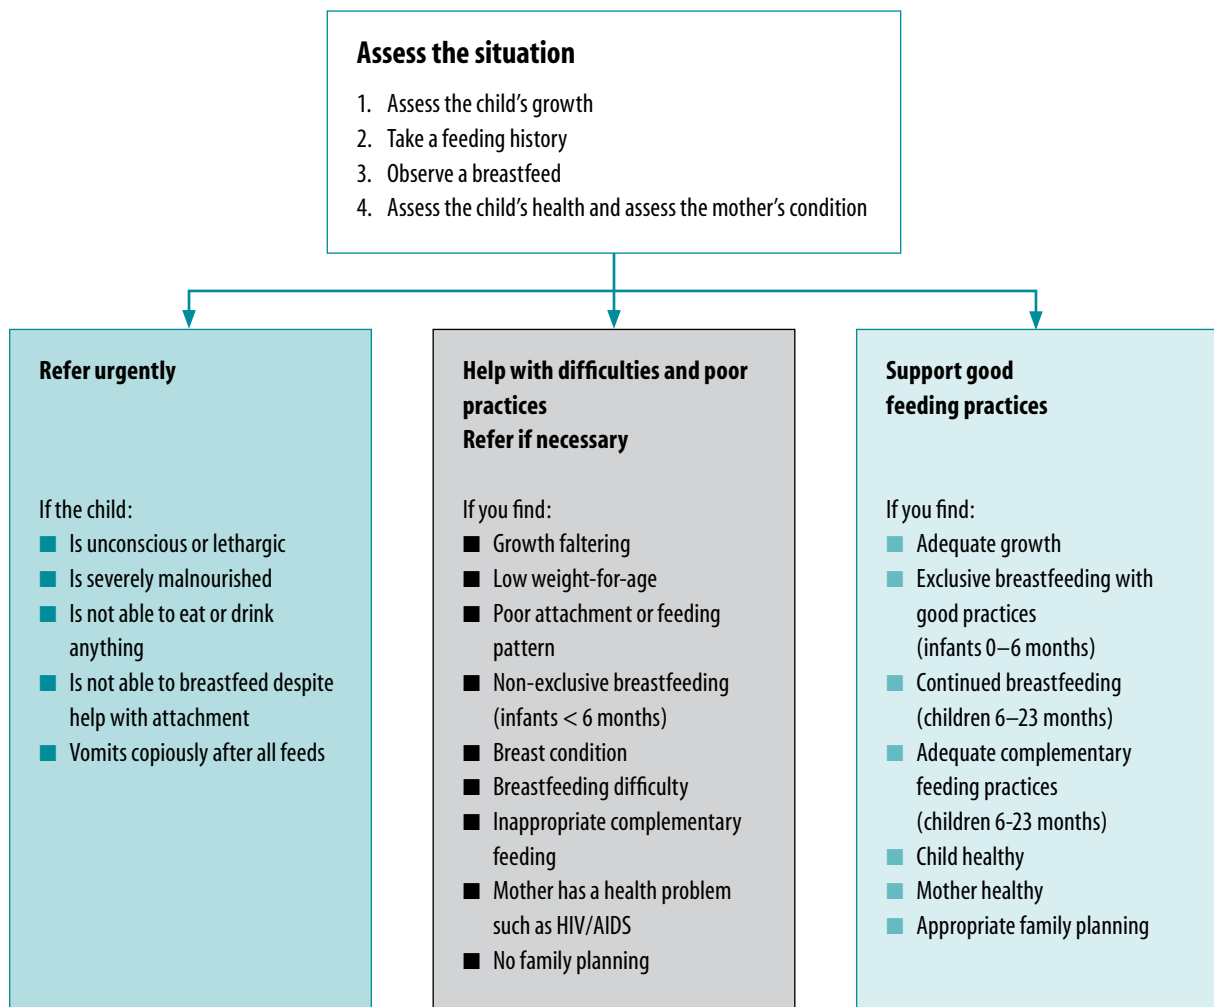 Assess the situation
1. Assess the child’s growth
2. Take a feeding history
3. Observe a breastfeed
4. Assess the child’s health and assess the mother’s condition
Refer urgently
If the child:
■ Is unconscious or lethargic
■ Is severely malnourished
■ Is not able to eat or drink
anything
■ Is not able to breastfeed despite
help with attachment
■ Vomits copiously after all feeds
Help with difficulties and poor
practices
Refer if necessary
If you find:
■ Growth faltering
■ Low weight-for-age
■ Poor attachment or feeding
pattern
■ Non-exclusive breastfeeding
(infants < 6 months)
■ Breast condition
■ Breastfeeding difficulty
■ Inappropriate complementary
feeding
■ Mother has a health problem
such as HIV/AIDS
■ No family planning
Support good
feeding practices
If you find:
■ Adequate growth
■ Exclusive breastfeeding with
good practices
(infants 0–6 months)
■ Continued breastfeeding
(children 6–23 months)
■ Adequate complementary
feeding practices
(children 6-23 months)
■ Child healthy
■ Mother healthy
■ Appropriate family planning